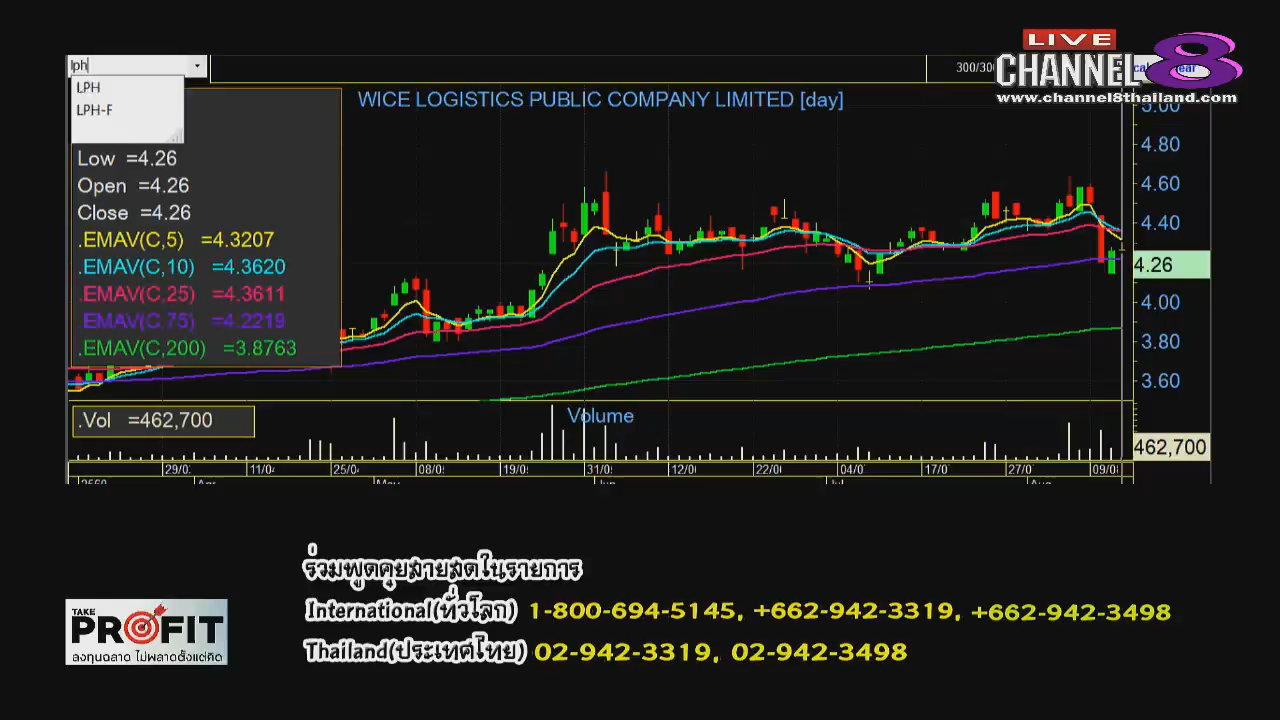 lph
LPH
LPH-F
LIVE
CHANNEL 8
www.channel8thailand.com
300/300
WICE LOGISTICS PUBLIC COMPANY LIMITED [day]
Low =4.26
Open =4.26
Close =4.26
.EMAV(C,5) =4.3207
.EMAV(C,10) =4.3620
.EMAV(C,25) =4.3611
.EMAV(C,75) =4.2219
.EMAV(C,200) =3.8763
5.00
4.80
4.60
4.40
4.26
4.00
3.80
3.60
.Vol =462,700
Volume
462,700
29/0 11/0 25/0 08/0 19/0 31/0 12/0 22/0 04/0 17/0 27/0 09/0
2560 Apr May Jun Jul Aug
ร่วมพูดคุยสายสดในรายการ
International(ทั่วโลก) 1-800-694-5145, +662-942-3319, +662-942-3498
Thailand(ประเทศไทย) 02-942-3319, 02-942-3498
TAKE
PROFIT
ลงทุนฉลาด ไม่พลาดตั้งแต่คิด